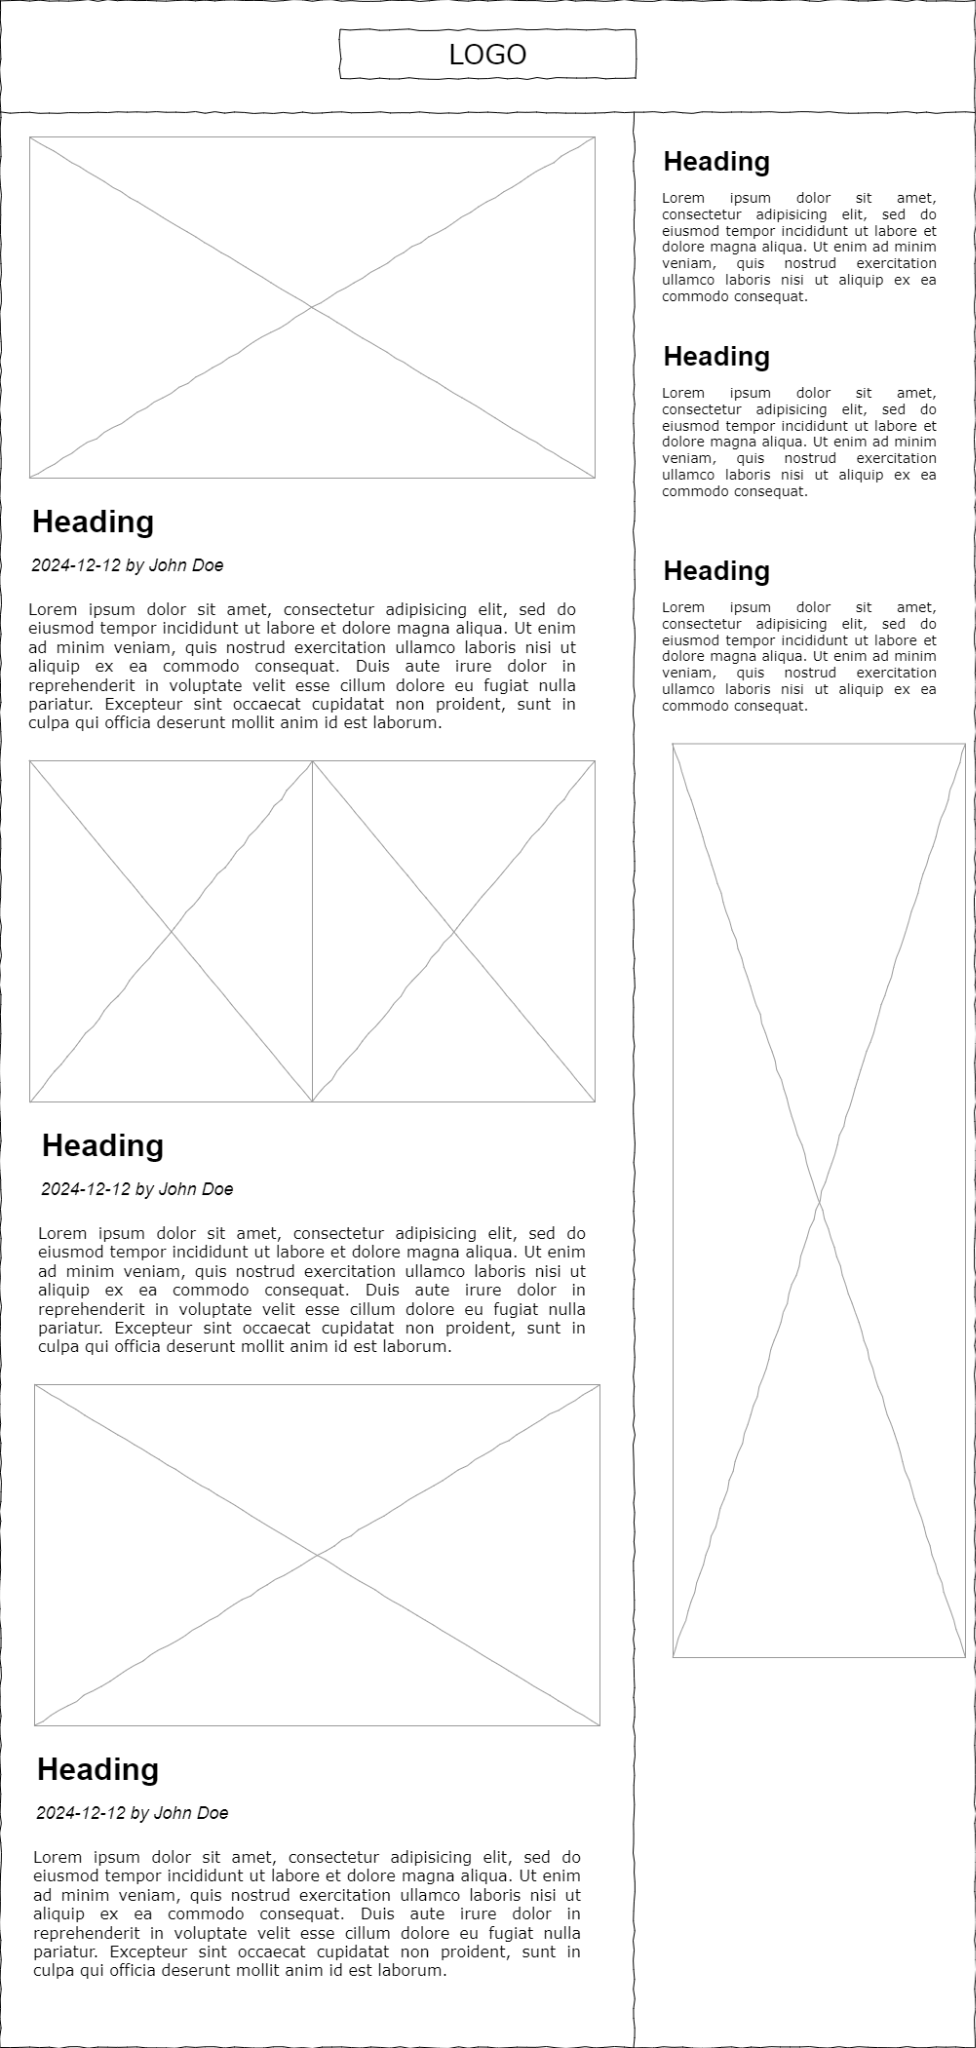 LOGO
Heading
2024-12-12 by John Doe
Lorem ipsum dolor sit amet, consectetur adipisicing elit, sed do
eiusmod tempor incididunt ut labore et dolore magna aliqua. Ut enim
ad minim veniam, quis nostrud exercitation ullamco laboris nisi ut
aliquip ex ea commodo consequat. Duis aute irure dolor in
reprehenderit in voluptate velit esse cillum dolore eu fugiat nulla
pariatur. Excepteur sint occaecat cupidatat non proident, sunt in
culpa qui officia deserunt mollit anim id est laborum.
Heading
2024-12-12 by John Doe
Lorem ipsum dolor sit amet, consectetur adipisicing elit, sed do
eiusmod tempor incididunt ut labore et dolore magna aliqua. Ut enim
ad minim veniam, quis nostrud exercitation ullamco laboris nisi ut
aliquip ex ea commodo consequat. Duis aute irure dolor in
reprehenderit in voluptate velit esse cillum dolore eu fugiat nulla
pariatur. Excepteur sint occaecat cupidatat non proident, sunt in
culpa qui officia deserunt mollit anim id est laborum.
Heading
2024-12-12 by John Doe
Lorem ipsum dolor sit amet, consectetur adipisicing elit, sed do
eiusmod tempor incididunt ut labore et dolore magna aliqua. Ut enim
ad minim veniam, quis nostrud exercitation ullamco laboris nisi ut
aliquip ex ea commodo consequat. Duis aute irure dolor in
reprehenderit in voluptate velit esse cillum dolore eu fugiat nulla
pariatur. Excepteur sint occaecat cupidatat non proident, sunt in
culpa qui officia deserunt mollit anim id est laborum.
Heading
Lorem ipsum dolor sit amet,
consectetur adipisicing elit, sed do
eiusmod tempor incididunt ut labore et
dolore magna aliqua. Ut enim ad minim
veniam, quis nostrud exercitation
ullamco laboris nisi ut aliquip ex ea
commodo consequat.
Heading
Lorem ipsum dolor sit amet,
consectetur adipisicing elit, sed do
eiusmod tempor incididunt ut labore et
dolore magna aliqua. Ut enim ad minim
veniam, quis nostrud exercitation
ullamco laboris nisi ut aliquip ex ea
commodo consequat.
Heading
Lorem ipsum dolor sit amet,
consectetur adipisicing elit, sed do
eiusmod tempor incididunt ut labore et
dolore magna aliqua. Ut enim ad minim
veniam, quis nostrud exercitation
ullamco laboris nisi ut aliquip ex ea
commodo consequat.